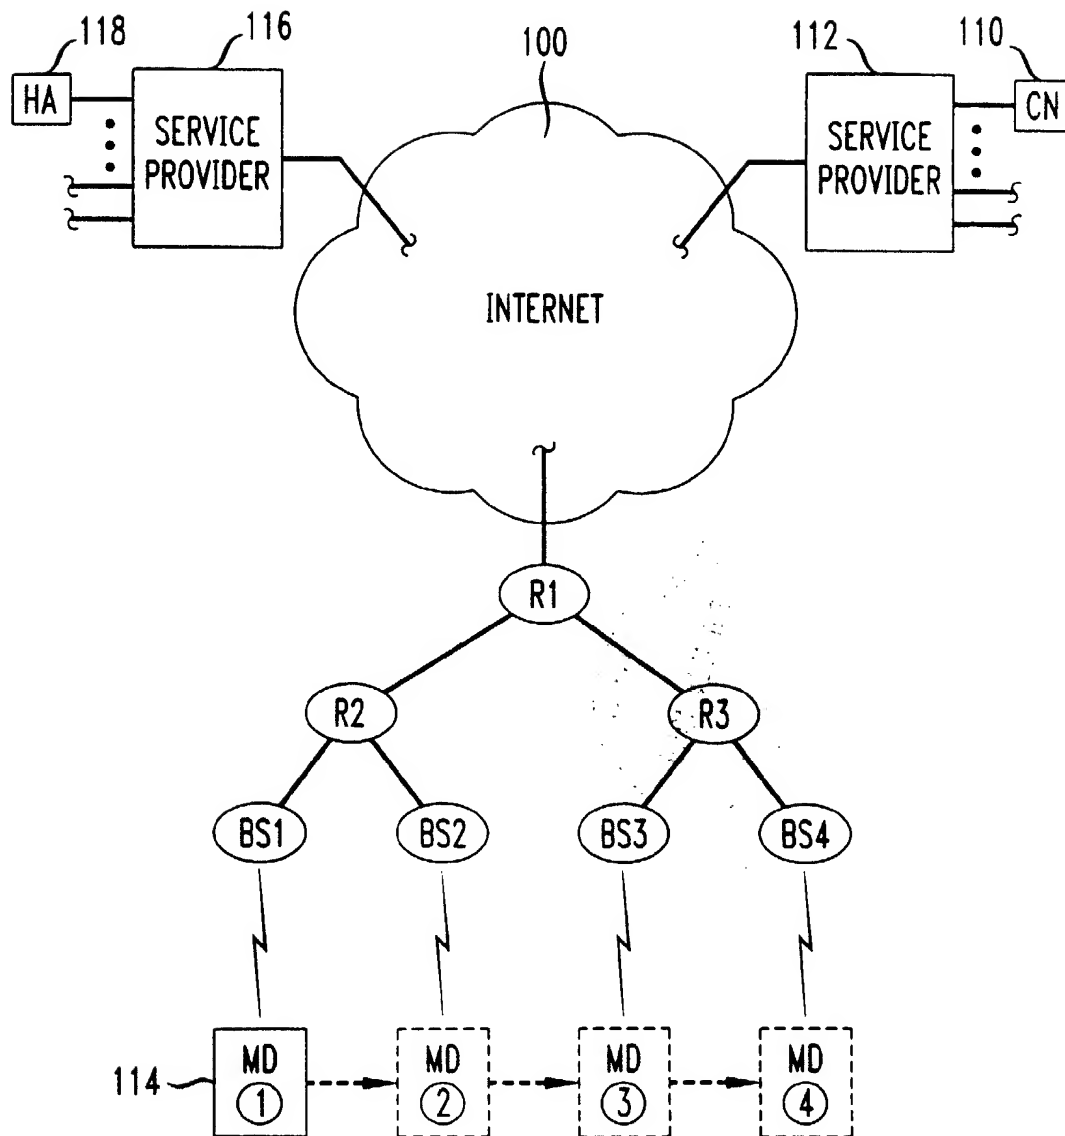 118
116
100
112
110
HA
SERVICE
PROVIDER
SERVICE
PROVIDER
CN
INTERNET
R1
R2
R3
BS1
BS2
BS3
BS4
114
MD
1
MD
2
MD
3
MD
4